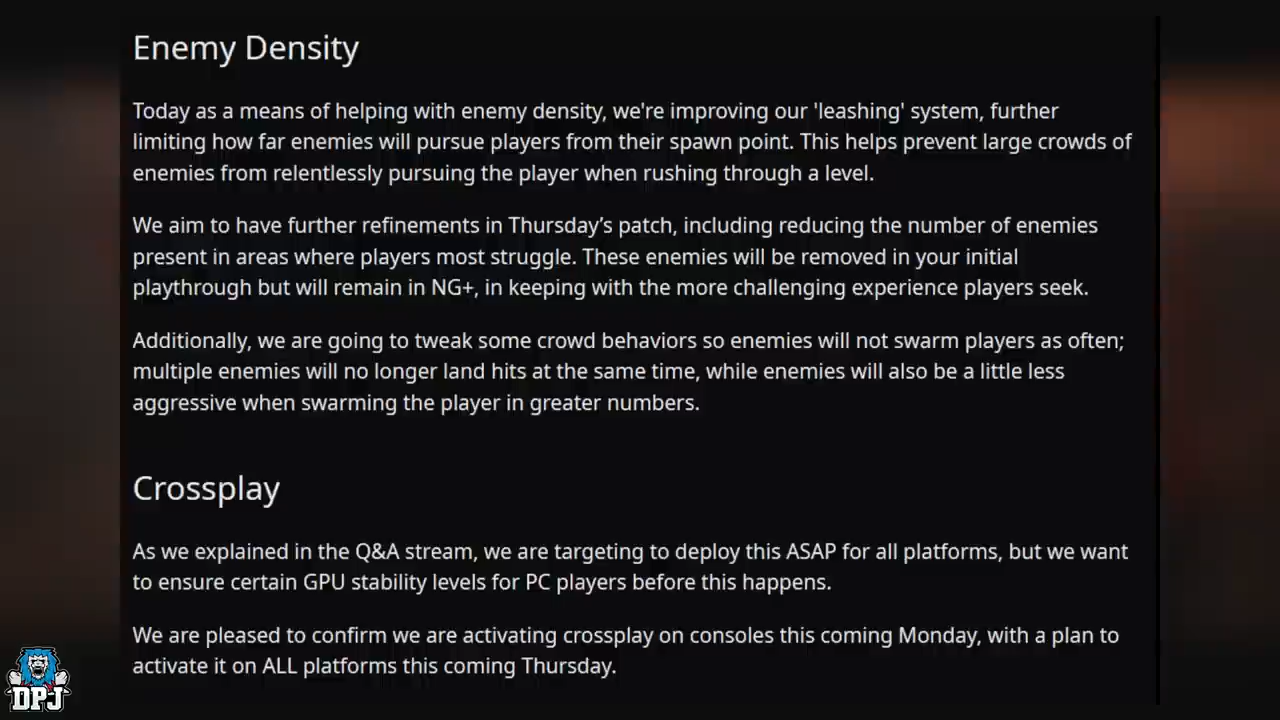 Enemy Density
Today as a means of helping with enemy density, we're improving our 'leashing' system, further
limiting how far enemies will pursue players from their spawn point. This helps prevent large crowds of
enemies from relentlessly pursuing the player when rushing through a level.
We aim to have further refinements in Thursday’s patch, including reducing the number of enemies
present in areas where players most struggle. These enemies will be removed in your initial
playthrough but will remain in NG+, in keeping with the more challenging experience players seek.
Additionally, we are going to tweak some crowd behaviors so enemies will not swarm players as often;
multiple enemies will no longer land hits at the same time, while enemies will also be a little less
aggressive when swarming the player in greater numbers.
Crossplay
As we explained in the Q&A stream, we are targeting to deploy this ASAP for all platforms, but we want
to ensure certain GPU stability levels for PC players before this happens.
We are pleased to confirm we are activating crossplay on consoles this coming Monday, with a plan to
activate it on ALL platforms this coming Thursday.
DPJ